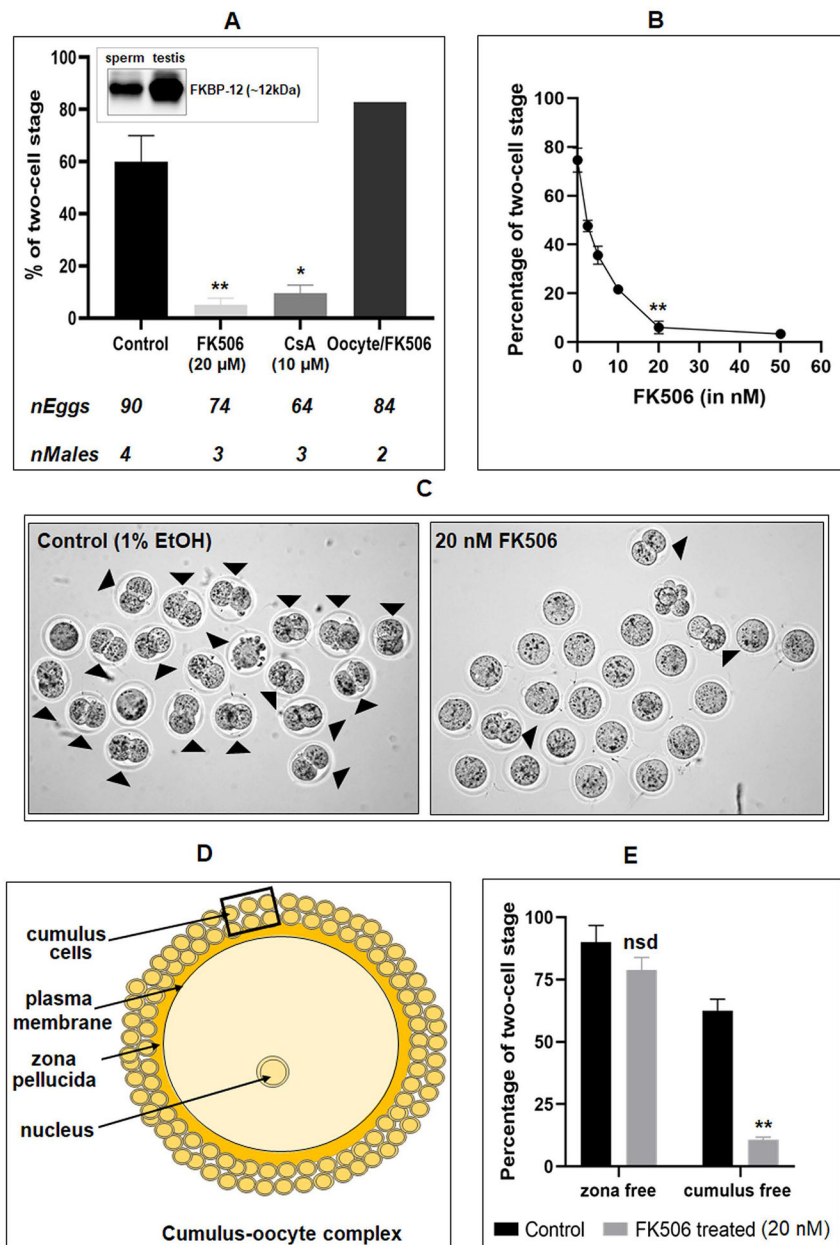 A
sperm testis
FKBP-12 (~12kDa)
% of two-cell stage
100
80
60
40
20
0
**
*
Control FK506 (20 µM) CsA (10 µM) Oocyte/FK506
nEggs 90 74 64 84
nMales 4 3 3 2
B
Percentage of two-cell stage
100
80
60
40
20
0
**
0 10 20 30 40 50 60
FK506 (in nM)
C
Control (1% EtOH)
20 nM FK506
D
cumulus
cells
plasma
membrane
zona
pellucida
nucleus
Cumulus-oocyte complex
E
Percentage of two-cell stage
100
75
50
25
0
nsd
**
zona free cumulus free
Control FK506 treated (20 nM)